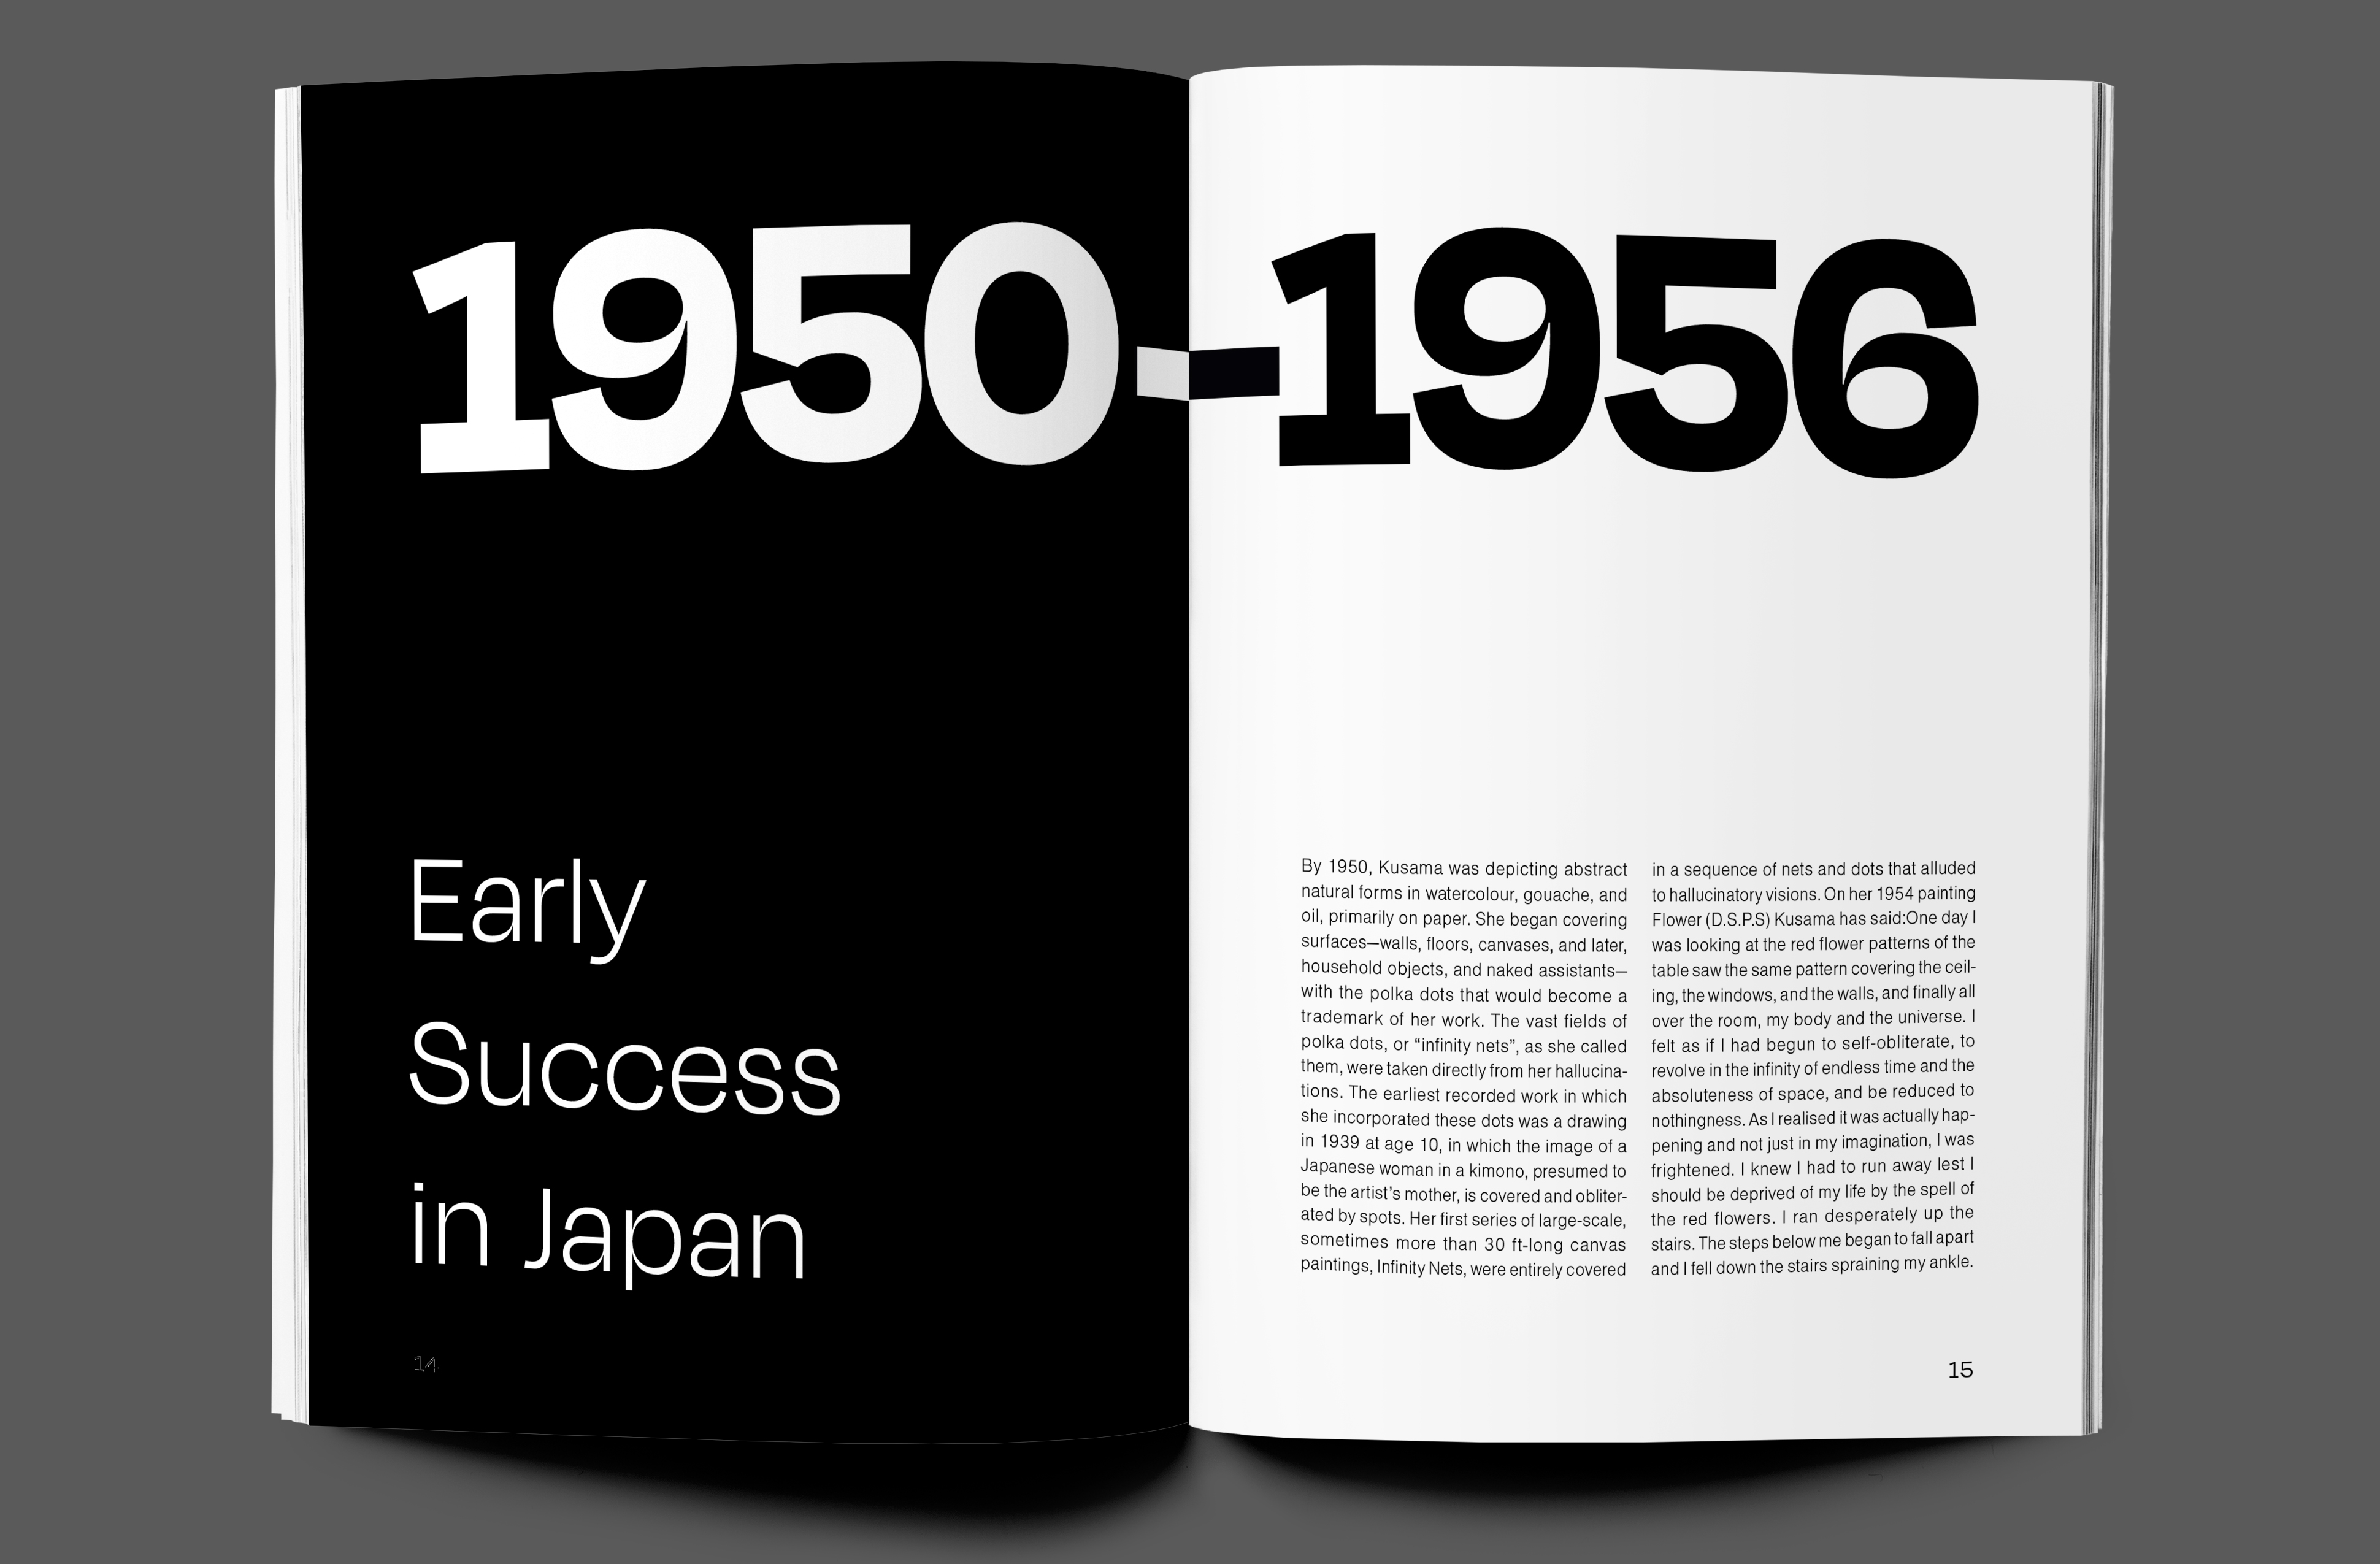 1950–1956
Early
Success
in Japan
14
By 1950, Kusama was depicting abstract
natural forms in watercolour, gouache, and
oil, primarily on paper. She began covering
surfaces—walls, floors, canvases, and later,
household objects, and naked assistants—
with the polka dots that would become a
trademark of her work. The vast fields of
polka dots, or “infinity nets”, as she called
them, were taken directly from her hallucina-
tions. The earliest recorded work in which
she incorporated these dots was a drawing
in 1939 at age 10, in which the image of a
Japanese woman in a kimono, presumed to
be the artist’s mother, is covered and obliter-
ated by spots. Her first series of large-scale,
sometimes more than 30 ft-long canvas
paintings, Infinity Nets, were entirely covered
in a sequence of nets and dots that alluded
to hallucinatory visions. On her 1954 painting
Flower (D.S.P.S) Kusama has said:One day I
was looking at the red flower patterns of the
table saw the same pattern covering the ceil-
ing, the windows, and the walls, and finally all
over the room, my body and the universe. I
felt as if I had begun to self-obliterate, to
revolve in the infinity of endless time and the
absoluteness of space, and be reduced to
nothingness. As I realised it was actually hap-
pening and not just in my imagination, I was
frightened. I knew I had to run away lest I
should be deprived of my life by the spell of
the red flowers. I ran desperately up the
stairs. The steps below me began to fall apart
and I fell down the stairs spraining my ankle.
15